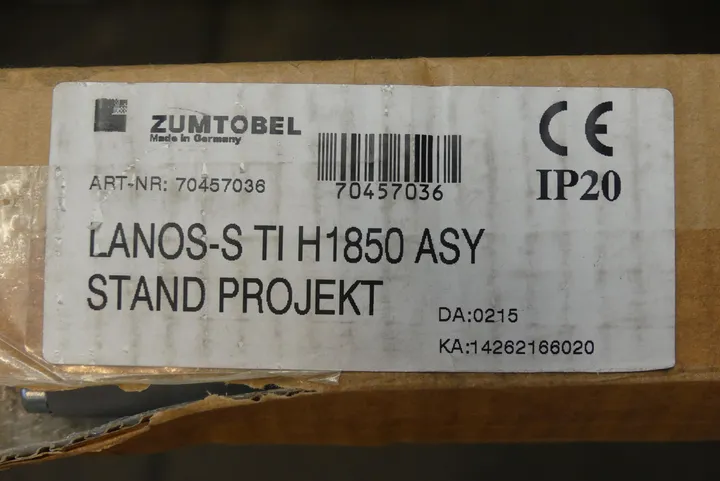 ZUMTOBEL
Made in Germany
CE
ART-NR: 70457036
70457036
IP20
LANOS-S TI H1850 ASY
STAND PROJEKT
DA:0215
KA:14262166020